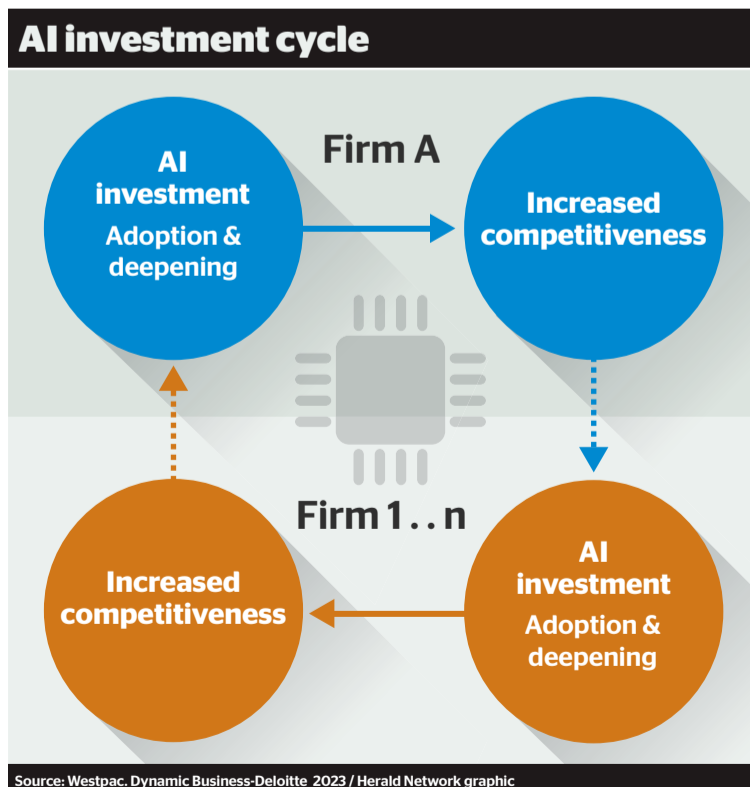 AI investment cycle
Firm A
AI
investment
Adoption &
deepening
Increased
competitiveness
Firm 1 . . n
Increased
competitiveness
AI
investment
Adoption &
deepening
Source: Westpac. Dynamic Business-Deloitte 2023 / Herald Network graphic